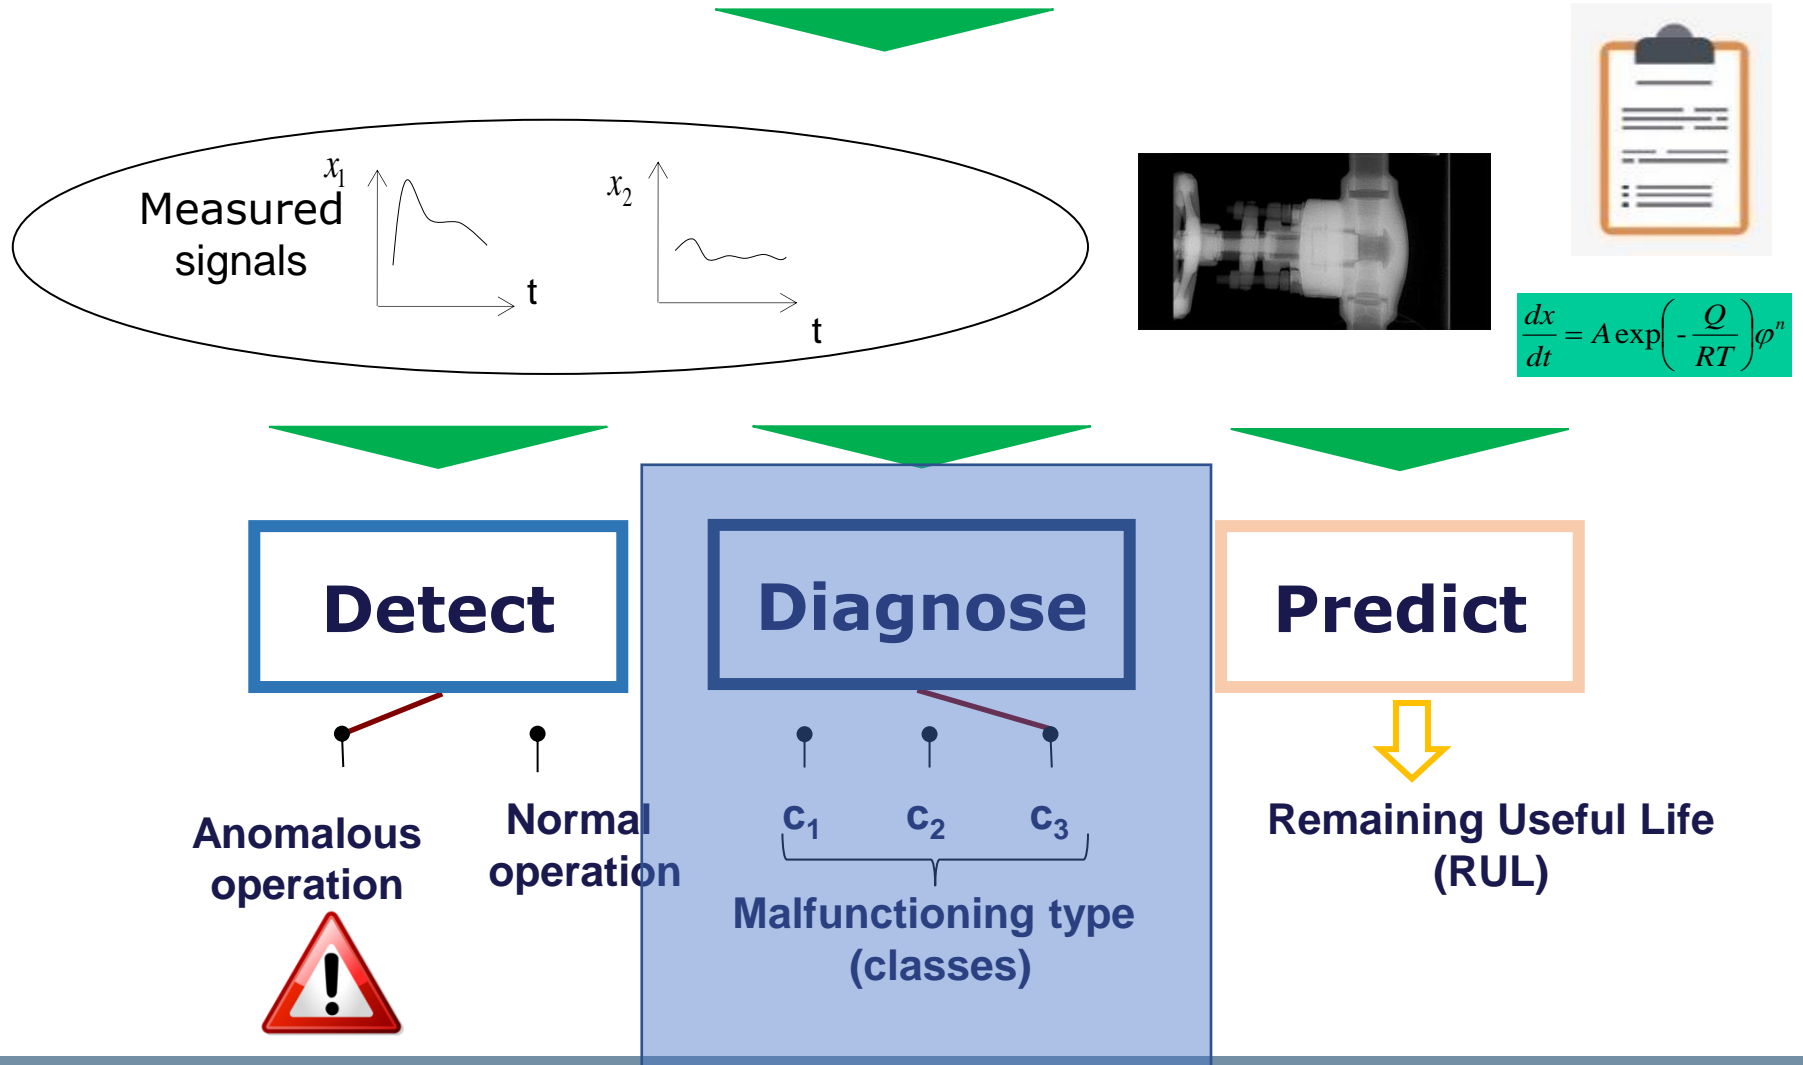 Measured
signals
x1
t
x2
t
dx/dt = A exp(-Q/RT)φ^n
Detect
Diagnose
Predict
Anomalous
operation
Normal
operation
c1 c2 c3
Malfunctioning type
(classes)
Remaining Useful Life
(RUL)